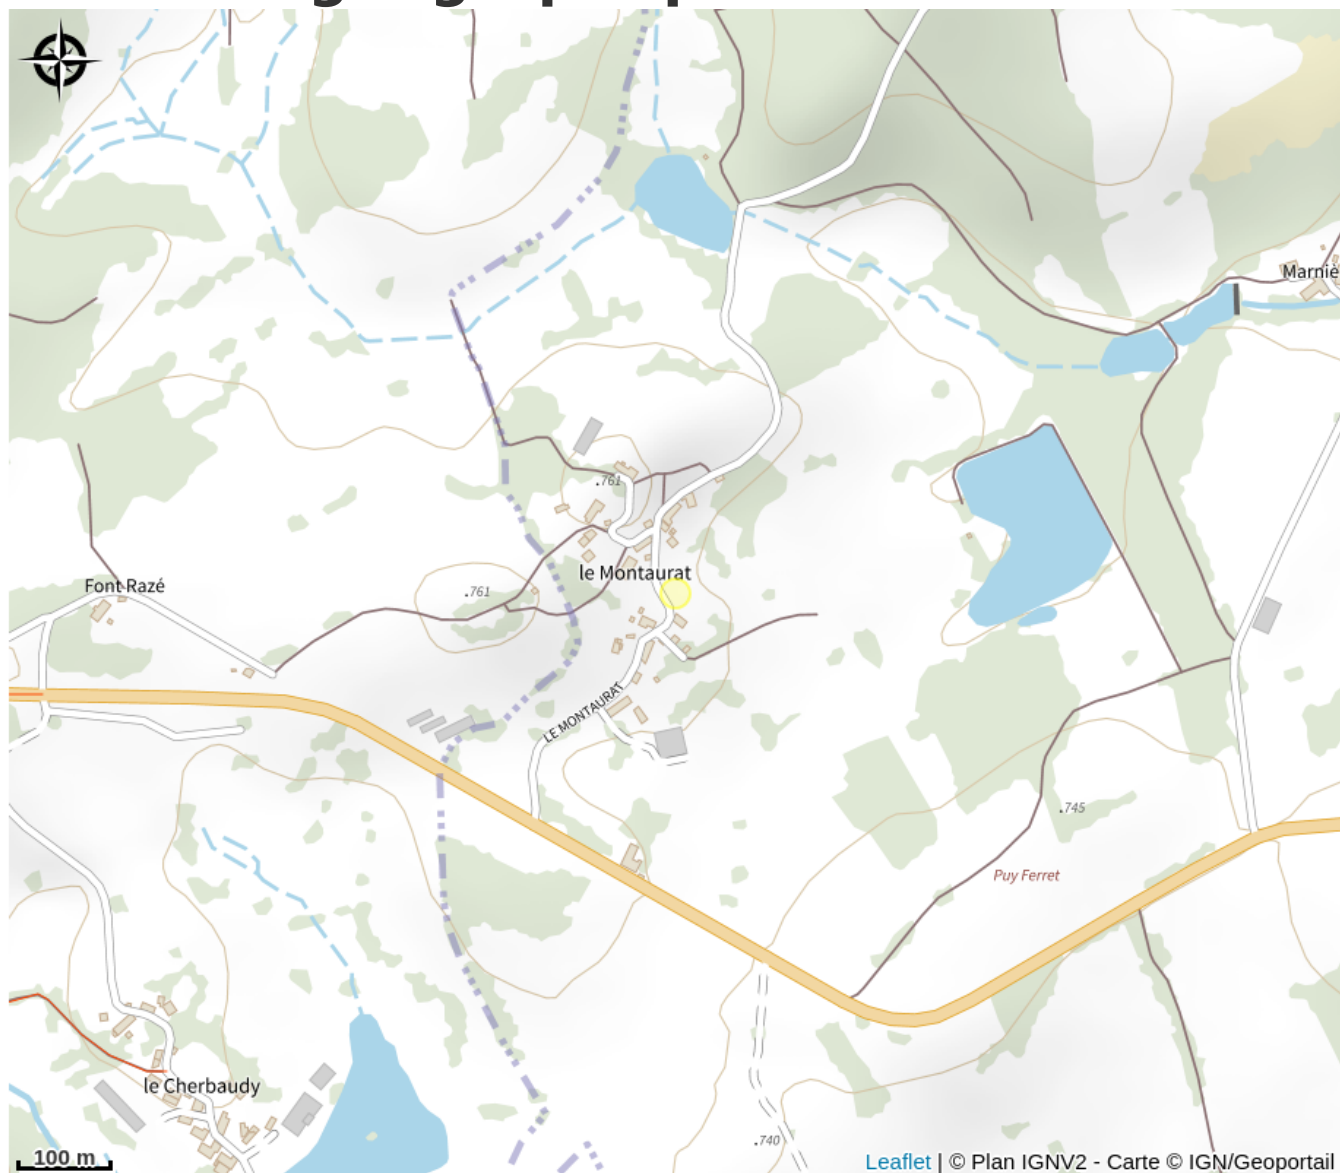 Marniè
.761
le Montaurat
Font Razé
.761
LE MONTAURAT
.745
Puy Ferret
le Cherbaudy
.740
100 m
Leaflet | © Plan IGNV2 - Carte © IGN/Geoportail